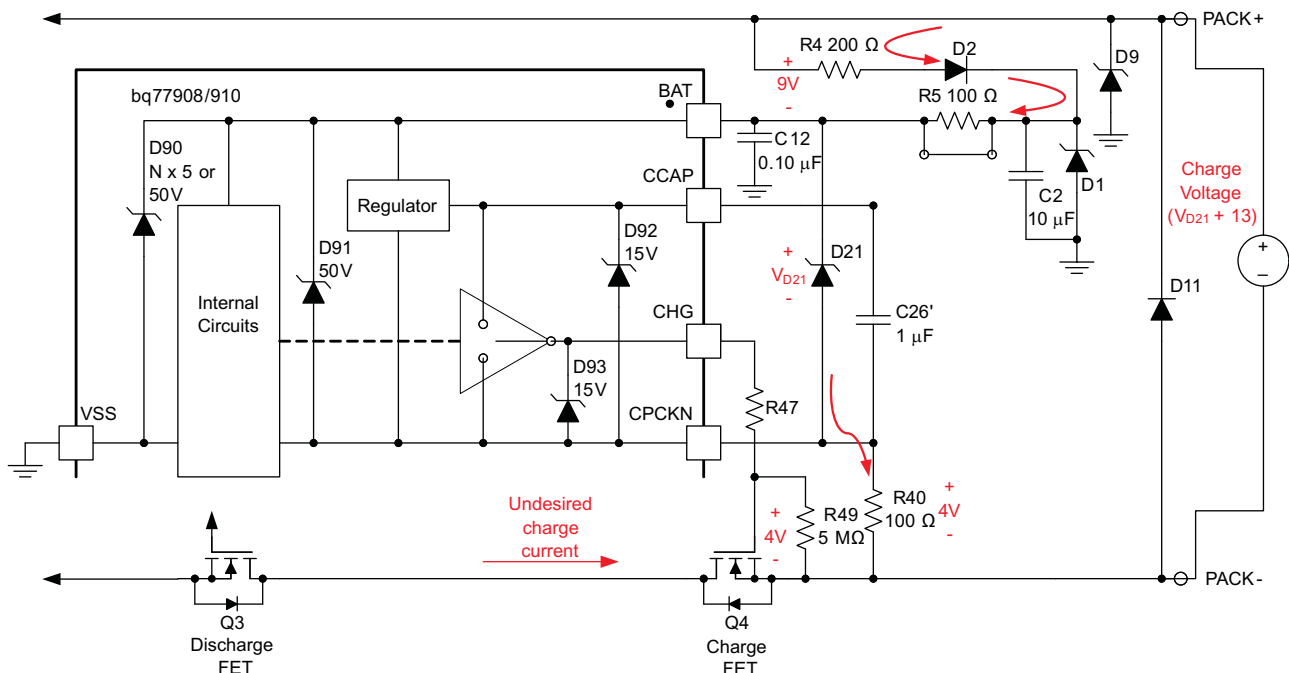 PACK+
R4 200 Ω
D2
D9
+
9V
-
bq77908/910
BAT
R5 100 Ω
D90
N x 5 or
50V
C12
0.10 µF
CCAP
Regulator
C2
10 µF
D1
Charge
Voltage
(VD21 + 13)
D91
50V
D92
15V
+
VD21
-
D21
+
−
D11
Internal
Circuits
CHG
C26'
1 µF
D93
15V
VSS
CPCKN
R47
Undesired
charge
current
+
4V
-
R49
5 MΩ
R40
100 Ω
+
4V
-
PACK-
Q3
Discharge
FET
Q4
Charge
FET